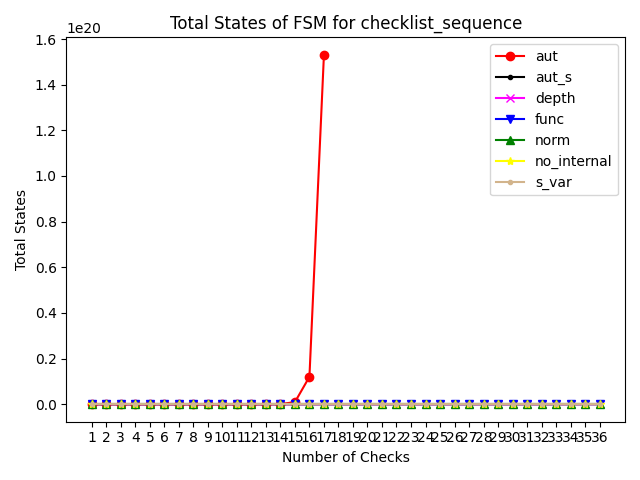 Total States of FSM for checklist_sequence
1e20
1.6
1.4
1.2
1.0
0.8
0.6
0.4
0.2
0.0
Total States
aut
aut_s
depth
func
norm
no_internal
s_var
1 2 3 4 5 6 7 8 9 10 11 12 13 14 15 16 17 18 19 20 21 22 23 24 25 26 27 28 29 30 31 32 33 34 35 36
Number of Checks